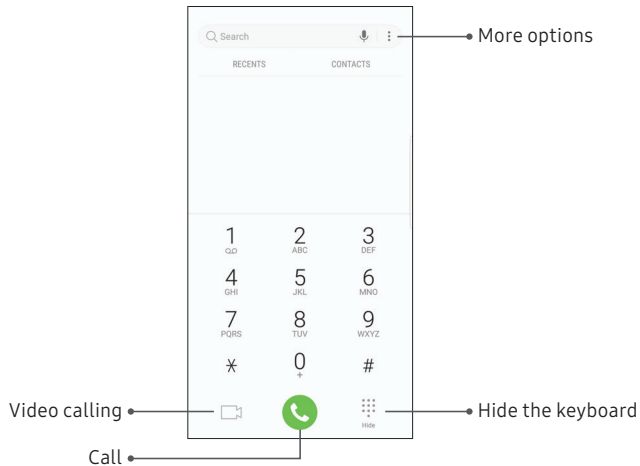 Search
More options
RECENTS CONTACTS
1 2 3
ABC DEF
4 5 6
GHI JKL MNO
7 8 9
PQRS TUV WXYZ
* 0 #
+
Video calling
Hide
Hide the keyboard
Call